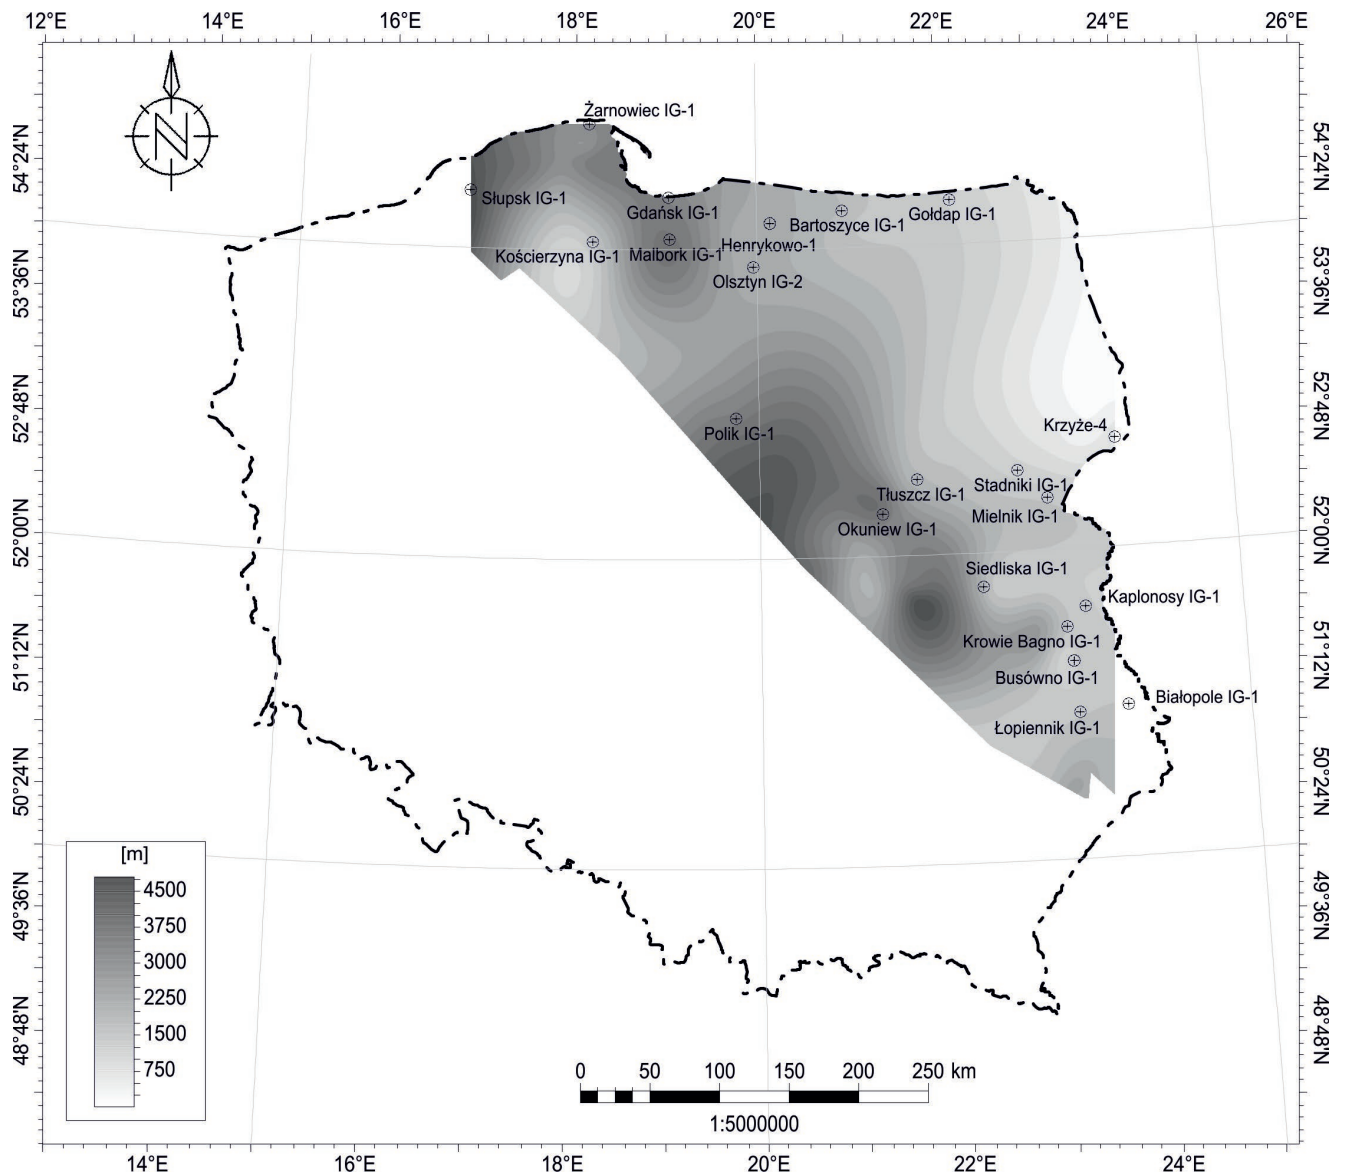 12°E 14°E 16°E 18°E 20°E 22°E 24°E 26°E
N
Żarnowiec IG-1
54°24'N
54°24'N
Słupsk IG-1
Gdańsk IG-1
Gołdap IG-1
Bartoszyce IG-1
Henrykowo-1
Kościerzyna IG-1
Malbork IG-1
Olsztyn IG-2
53°36'N
53°36'N
52°48'N
52°48'N
Krzyże-4
Polik IG-1
Stadniki IG-1
Tłuszcz IG-1
Mielnik IG-1
Okuniew IG-1
52°00'N
52°00'N
Siedliska IG-1
Kaplonosy IG-1
Krowie Bagno IG-1
51°12'N
51°12'N
Busówno IG-1
Białopole IG-1
Łopiennik IG-1
50°24'N
50°24'N
[m]
4500
3750
3000
2250
1500
750
49°36'N
49°36'N
48°48'N
48°48'N
0 50 100 150 200 250 km
1:5000000
14°E 16°E 18°E 20°E 22°E 24°E